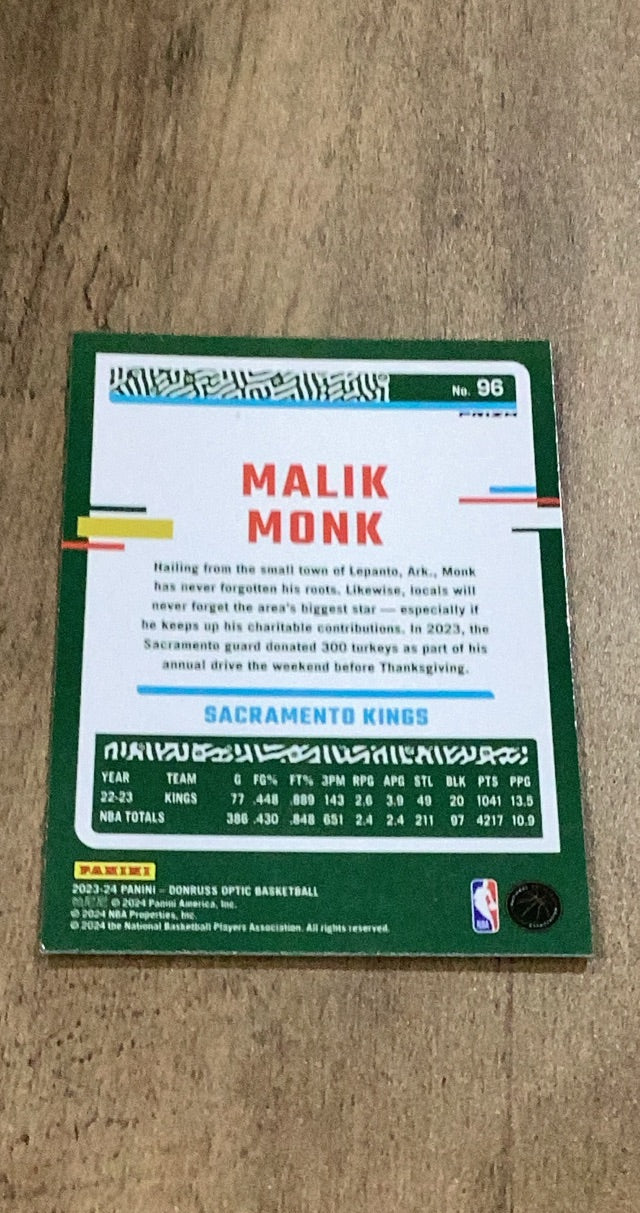 No. 96
PRIZM
MALIK
MONK
Hailing from the small town of Lepanto, Ark., Monk
has never forgotten his roots. Likewise, locals will
never forget the area's biggest star — especially if
he keeps up his charitable contributions. In 2023, the
Sacramento guard donated 300 turkeys as part of his
annual drive the weekend before Thanksgiving.
SACRAMENTO KINGS
YEAR TEAM G FG% FT% 3PM RPG APG STL BLK PTS PPG
22-23 KINGS 77 .448 .889 143 2.6 3.9 49 20 1041 13.5
NBA TOTALS 386 .430 .848 651 2.4 2.4 211 97 4217 10.9
PANINI
2023-24 PANINI – DONRUSS OPTIC BASKETBALL
© 2024 Panini America, Inc.
© 2024 NBA Properties, Inc.
© 2024 the National Basketball Players Association. All rights reserved.
NBA